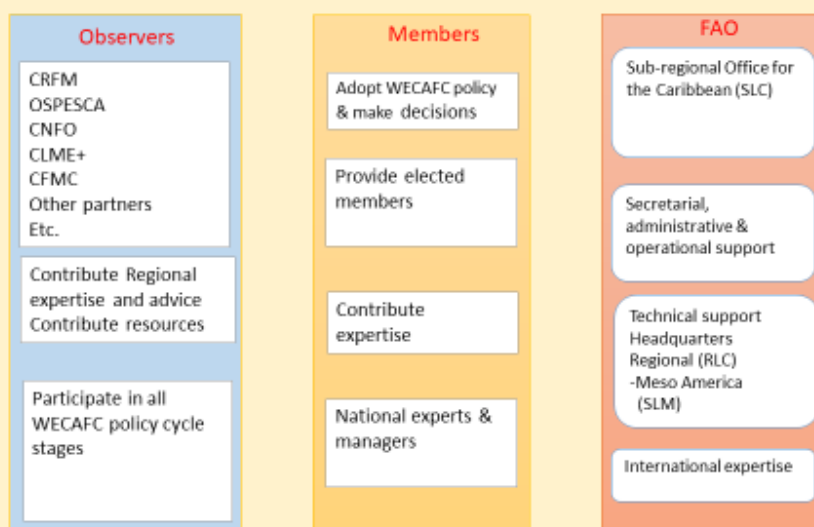 Observers
CRFM
OSPESCA
CNFO
CLME+
CFMC
Other partners
Etc.
Contribute Regional
expertise and advice
Contribute resources
Participate in all
WECAFC policy cycle
stages
Members
Adopt WECAFC policy
& make decisions
Provide elected
members
Contribute
expertise
National experts &
managers
FAO
Sub-regional Office for
the Caribbean (SLC)
Secretarial,
administrative &
operational support
Technical support
Headquarters
Regional (RLC)
-Meso America
(SLM)
International expertise